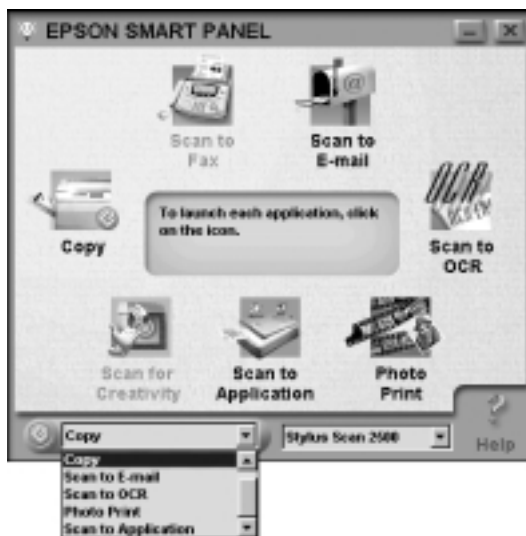 EPSON SMART PANEL
Scan to
Fax
Scan to
E-mail
Copy
To launch each application, click
on the icon.
OCR
Scan to
OCR
Scan for
Creativity
Scan to
Application
Photo
Print
Copy
Stylus Scan 2500
Help
Copy
Scan to E-mail
Scan to OCR
Photo Print
Scan to Application